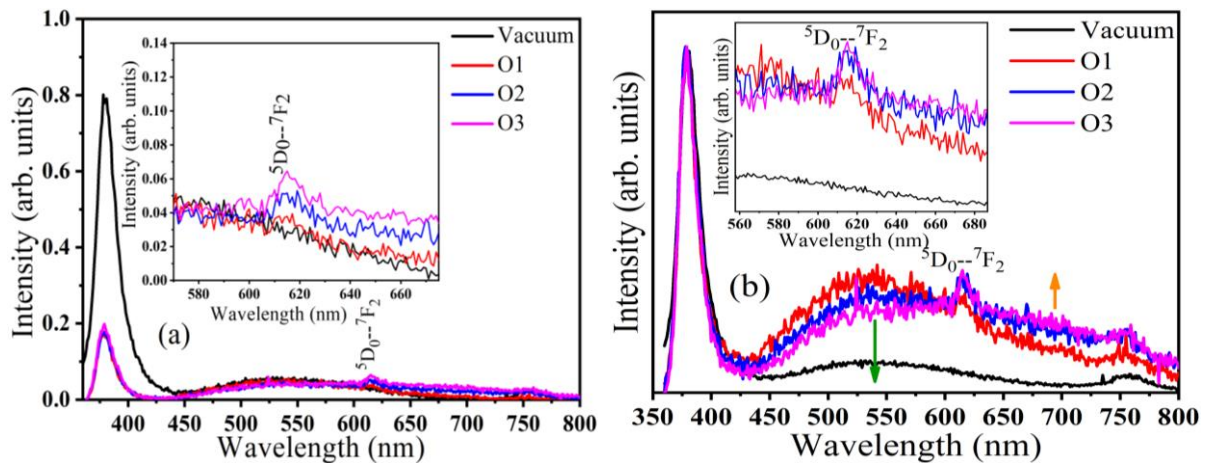 Intensity (arb. units)
1.0
0.8
0.6
0.4
0.2
0.0
400 450 500 550 600 650 700 750 800
Wavelength (nm)
(a)
⁵D₀--⁷F₂
Vacuum
O1
O2
O3
Intensity (arb. units)
0.14
0.12
0.10
0.08
0.06
0.04
0.02
0.00
580 600 620 640 660
Wavelength (nm)
⁵D₀--⁷F2
Intensity (arb. units)
350 400 450 500 550 600 650 700 750 800
Wavelength (nm)
(b)
⁵D₀--⁷F₂
Vacuum
O1
O2
O3
Intensity (arb. units)
560 580 600 620 640 660 680
Wavelength (nm)
⁵D₀--⁷F₂